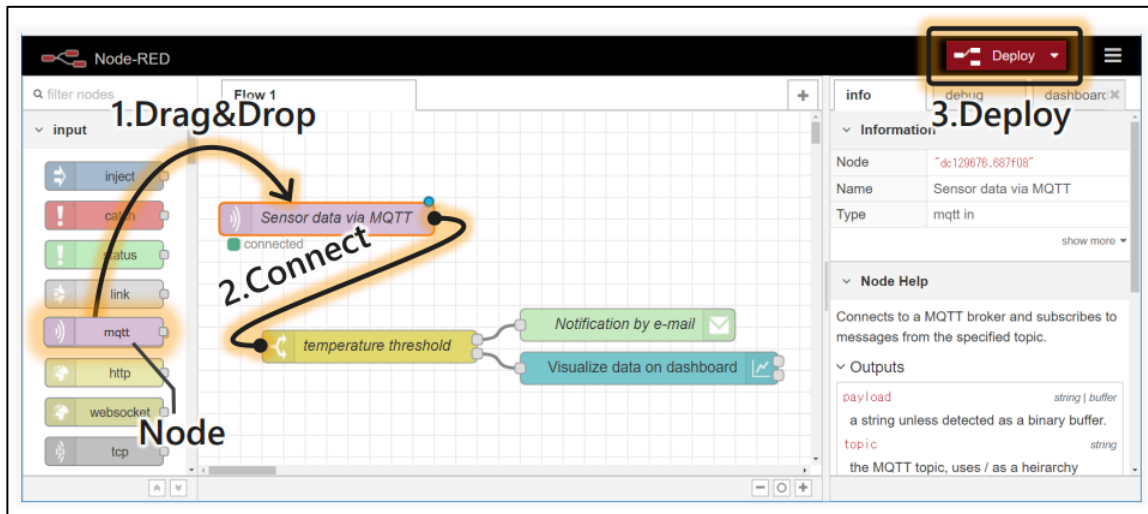 Node-RED
Deploy
filter nodes
Flow 1
info
debug
dashboard
1.Drag&Drop
3.Deploy
input
Information
inject
Node
"dc129676.687f08"
catch
Name
Sensor data via MQTT
Sensor data via MQTT
Type
mqtt in
connected
status
2.Connect
show more
link
Node Help
mqtt
Notification by e-mail
Connects to a MQTT broker and subscribes to
messages from the specified topic.
temperature threshold
http
Visualize data on dashboard
Outputs
payload
string | buffer
websocket
a string unless detected as a binary buffer.
Node
topic
string
tcp
the MQTT topic, uses / as a heirarchy